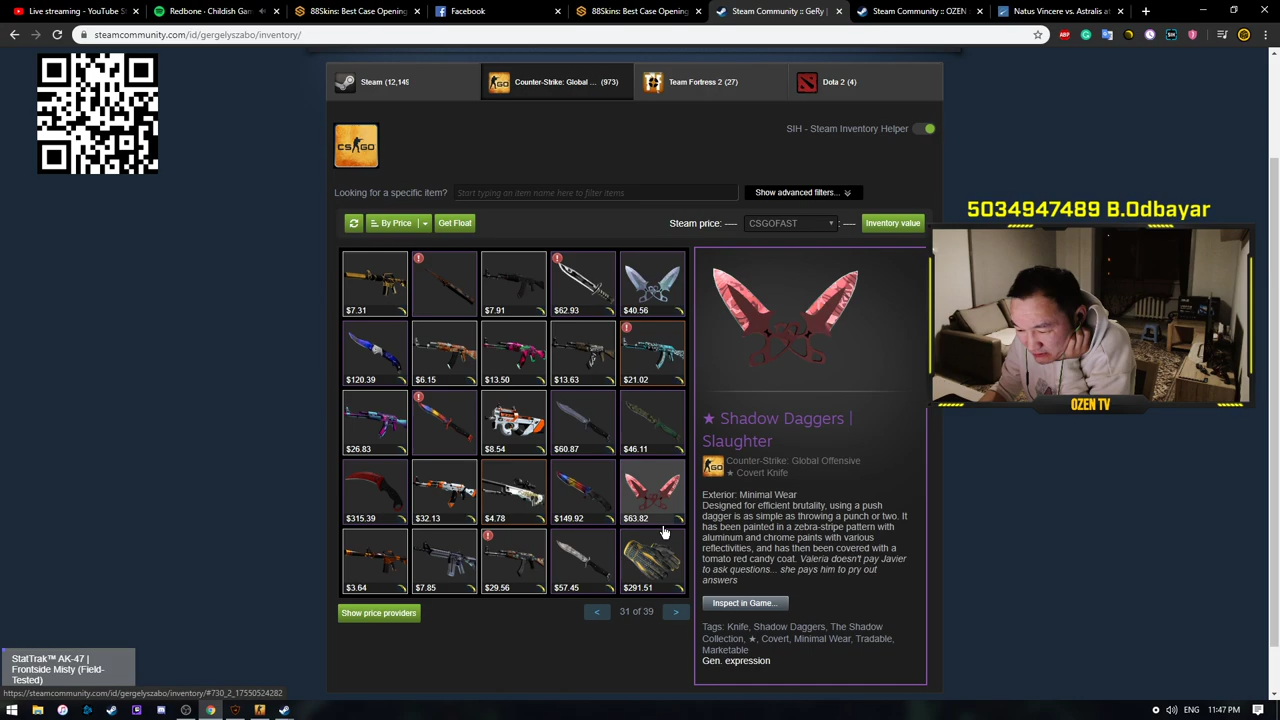 Live streaming - Steam S
Redbone · Childish Gam
88Skins: Best Case Opening
Facebook
88Skins: Best Case Opening
Steam Community :: GeRy |
Steam Community :: OZEN
Natus Vincere vs. Astralis at
steamcommunity.com/id/gergelyszabo/inventory/
Steam (12,149
Counter-Strike: Global ... (973)
Team Fortress 2 (27)
Dota 2 (4)
CS:GO
SIH - Steam Inventory Helper
Looking for a specific item?
Start typing an item name here to filter items
Show advanced filters...
By Price
Get Float
Steam price: ----
CSGOFAST
: ----
Inventory value
5034947489 B.Odbayar
$7.31
$7.91
$62.93
$40.56
$120.39
$6.15
$13.50
$13.63
$21.02
$26.83
$8.54
$60.87
$46.11
$315.39
$32.13
$4.78
$149.92
$63.82
$3.64
$7.85
$29.56
$57.45
$291.51
★ Shadow Daggers |
Slaughter
Counter-Strike: Global Offensive
★ Covert Knife
Exterior: Minimal Wear
Designed for efficient brutality, using a push
dagger is as simple as throwing a punch or two. It
has been painted in a zebra-stripe pattern with
aluminum and chrome paints with various
reflectivities, and has then been covered with a
tomato red candy coat. Valeria doesn't pay Javier
to ask questions... she pays him to pry out
answers
Inspect in Game...
Tags: Knife, Shadow Daggers, The Shadow
Collection, ★, Covert, Minimal Wear, Tradable,
Marketable
Gen. expression
OZEN TV
Show price providers
<
31 of 39
>
StatTrak™ AK-47 |
Frontside Misty (Field-
Tested)
https://steamcommunity.com/id/gergelyszabo/inventory/#730_2_17550524282
11:47 PM